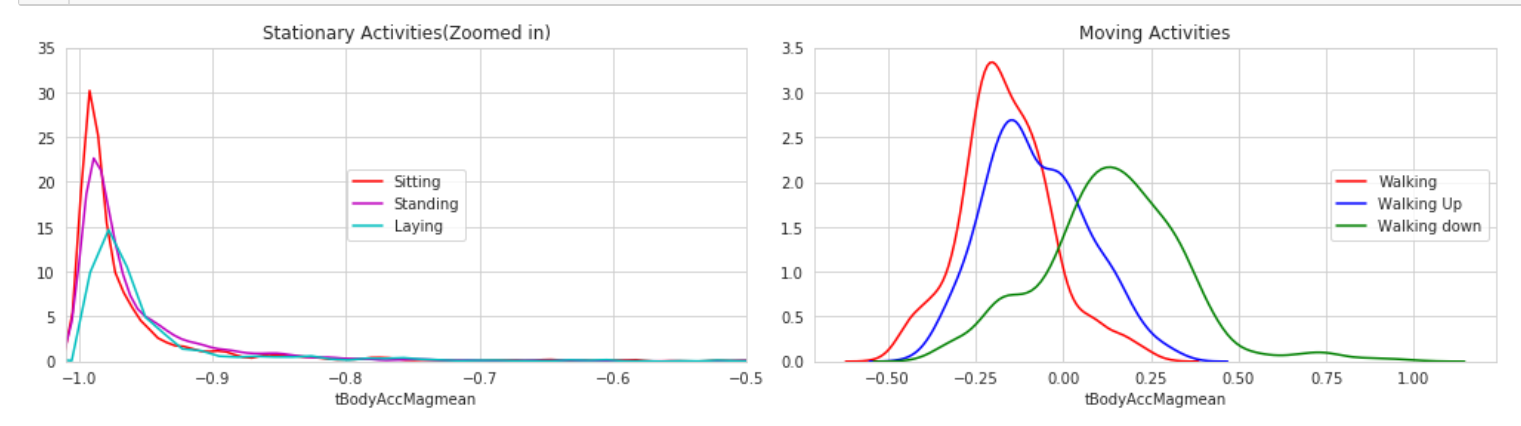 Stationary Activities(Zoomed in)
35
30
25
20
15
10
5
0
Sitting
Standing
Laying
−1.0 −0.9 −0.8 −0.7 −0.6 −0.5
tBodyAccMagmean
Moving Activities
3.5
3.0
2.5
2.0
1.5
1.0
0.5
0.0
Walking
Walking Up
Walking down
−0.50 −0.25 0.00 0.25 0.50 0.75 1.00
tBodyAccMagmean